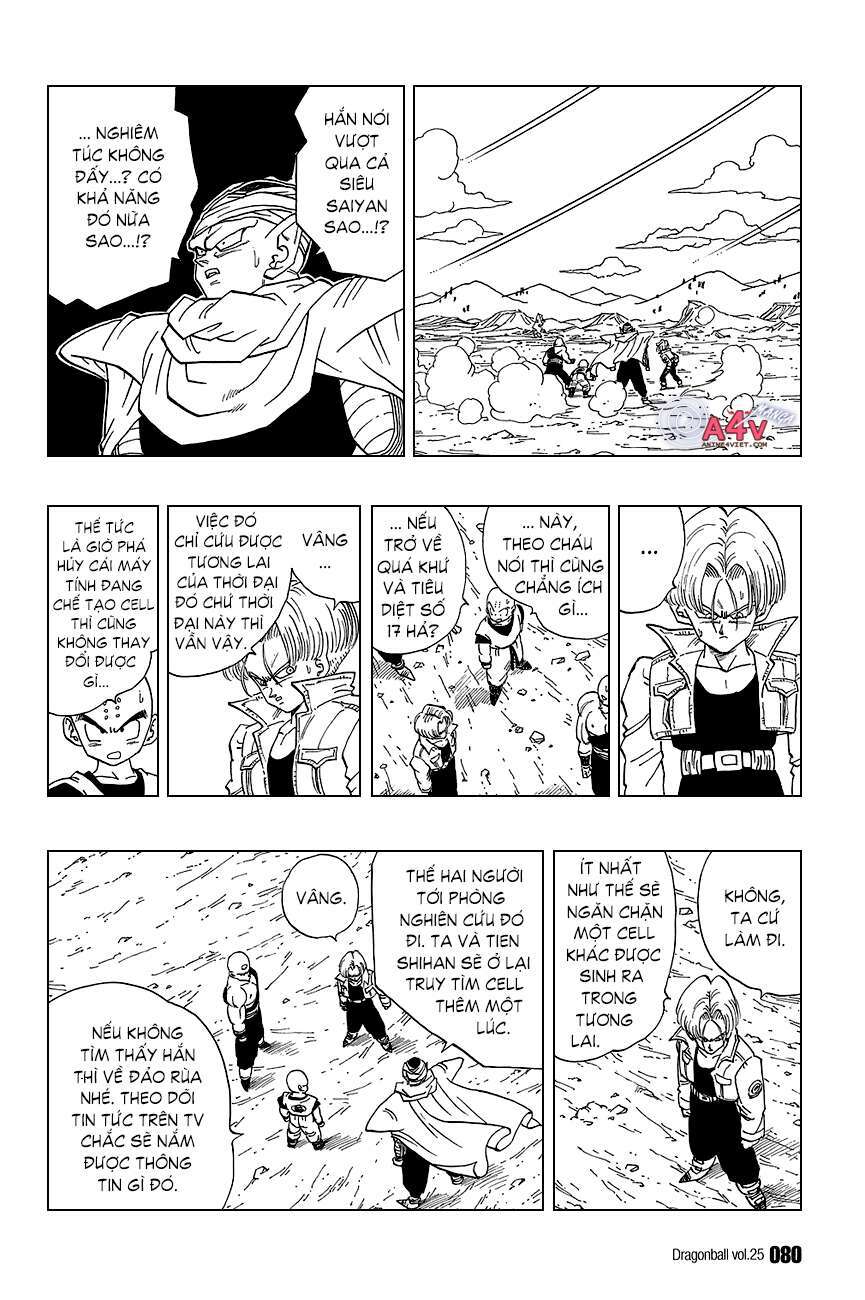 HẮN NÓI
VƯỢT
QUA CẢ
SIÊU
SAIYAN
SAO...!?
... NGHIÊM
TÚC KHÔNG
ĐẤY...? CÓ
KHẢ NĂNG
ĐÓ NỮA
SAO...!?
A4V
MANGA
ANIME4VIET.COM
...
... NÀY,
THEO CHÁU
NÓI THÌ CŨNG
CHẲNG ÍCH
GÌ...
... NẾU
TRỞ VỀ
QUÁ KHỨ
VÀ TIÊU
DIỆT SỐ
17 HẢ?
VÂNG
...
VIỆC ĐÓ
CHỈ CỨU ĐƯỢC
TƯƠNG LAI
CỦA THỜI ĐẠI
ĐÓ CHỨ THỜI
ĐẠI NÀY THÌ
VẪN VẬY.
THẾ TỨC
LÀ GIỜ PHÁ
HỦY CÁI MÁY
TÍNH ĐANG
CHẾ TẠO CELL
THÌ CŨNG
KHÔNG THAY
ĐỔI ĐƯỢC
GÌ...
KHÔNG,
TA CỨ
LÀM ĐI.
ÍT NHẤT
NHƯ THẾ SẼ
NGĂN CHẶN
MỘT CELL
KHÁC ĐƯỢC
SINH RA
TRONG
TƯƠNG
LAI.
THẾ HAI NGƯỜI
TỚI PHÒNG
NGHIÊN CỨU ĐÓ
ĐI. TA VÀ TIEN
SHIHAN SẼ Ở LẠI
TRUY TÌM CELL
THÊM MỘT
LÚC.
VÂNG.
NẾU KHÔNG
TÌM THẤY HẮN
THÌ VỀ ĐẢO RÙA
NHÉ. THEO DÕI
TIN TỨC TRÊN TV
CHẮC SẼ NẮM
ĐƯỢC THÔNG
TIN GÌ ĐÓ.
Dragonball vol.25 080